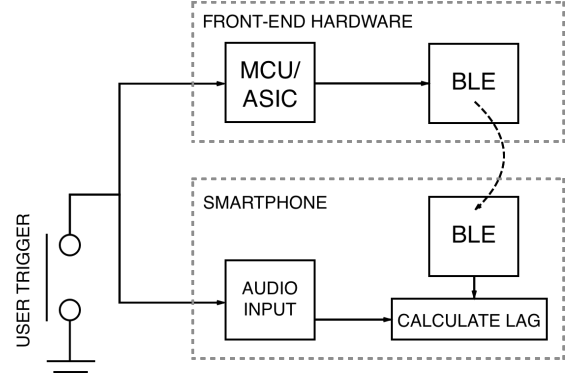 FRONT-END HARDWARE
MCU/
ASIC
BLE
SMARTPHONE
BLE
USER TRIGGER
AUDIO
INPUT
CALCULATE LAG